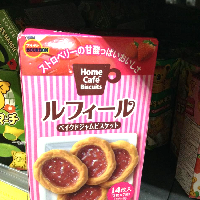 BOURBON
ストロベリーの甘酸っぱいおいしさ
Home
Café
Biscuits
ルフィール
ベイクドジャムビスケット
14枚入